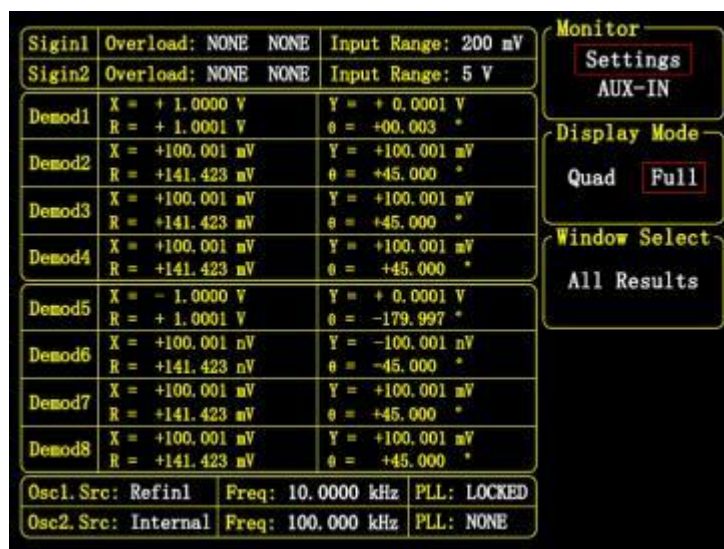 Sigin1 Overload: NONE NONE Input Range: 200 mV
Sigin2 Overload: NONE NONE Input Range: 5 V
Demod1
X = + 1.0000 V Y = + 0.0001 V
R = + 1.0001 V θ = +00.003 °
Demod2
X = +100.001 mV Y = +100.001 mV
R = +141.423 mV θ = +45.000 °
Demod3
X = +100.001 mV Y = +100.001 mV
R = +141.423 mV θ = +45.000 °
Demod4
X = +100.001 mV Y = +100.001 mV
R = +141.423 mV θ = +45.000 °
Demod5
X = - 1.0000 V Y = + 0.0001 V
R = + 1.0001 V θ = -179.997 °
Demod6
X = +100.001 nV Y = -100.001 nV
R = +141.423 nV θ = -45.000 °
Demod7
X = +100.001 mV Y = +100.001 mV
R = +141.423 mV θ = +45.000 °
Demod8
X = +100.001 mV Y = +100.001 mV
R = +141.423 mV θ = +45.000 °
Osc1.Src: Refin1 Freq: 10.0000 kHz PLL: LOCKED
Osc2.Src: Internal Freq: 100.000 kHz PLL: NONE
Monitor
Settings
AUX-IN
Display Mode
Quad Full
Window Select
All Results